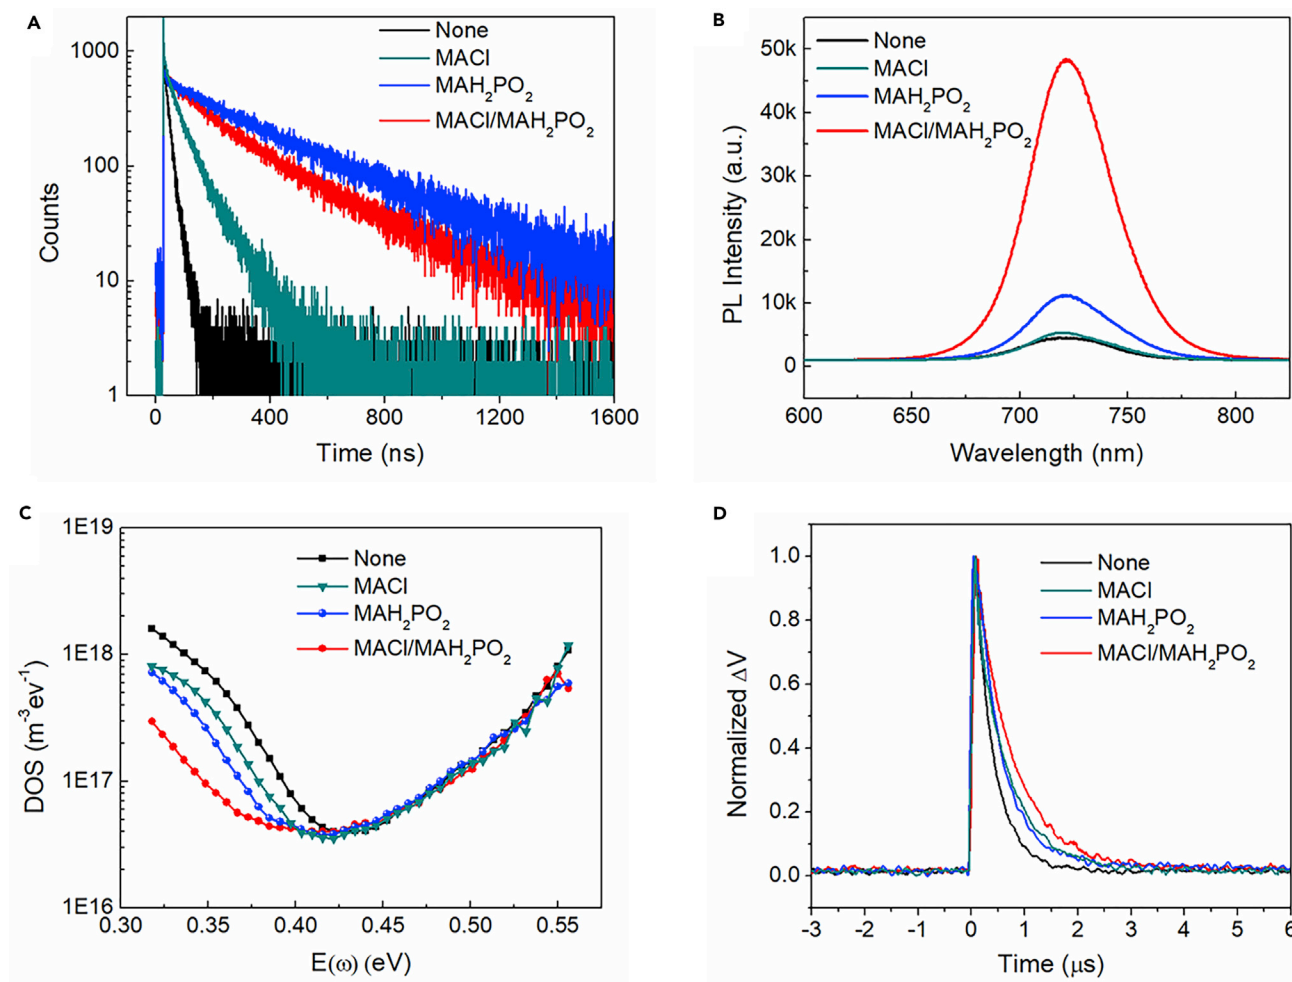 A
None
MACl
MAH₂PO₂
MACl/MAH₂PO₂
1000
100
10
1
Counts
0
400
800
1200
1600
Time (ns)
B
None
MACl
MAH₂PO₂
MACl/MAH₂PO₂
50k
40k
30k
20k
10k
0
PL Intensity (a.u.)
600
650
700
750
800
Wavelength (nm)
C
None
MACl
MAH₂PO₂
MACl/MAH₂PO₂
1E19
1E18
1E17
1E16
DOS (m⁻³ev⁻¹)
0.30
0.35
0.40
0.45
0.50
0.55
E(ω) (eV)
D
None
MACl
MAH₂PO₂
MACl/MAH₂PO₂
1.0
0.8
0.6
0.4
0.2
0.0
Normalized ΔV
-3
-2
-1
0
1
2
3
4
5
6
Time (μs)